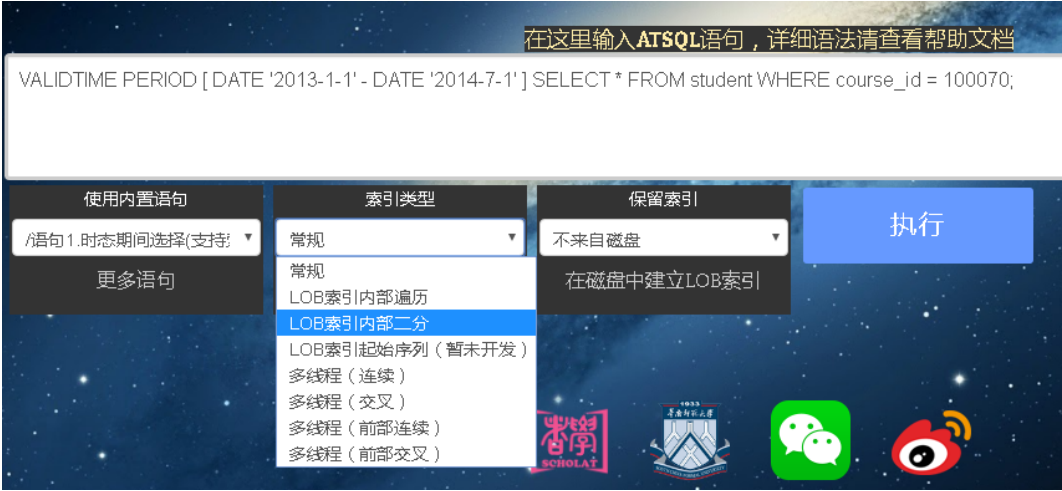 在这里输入ATSQL语句，详细语法请查看帮助文档
VALIDTIME PERIOD [ DATE '2013-1-1' - DATE '2014-7-1' ] SELECT * FROM student WHERE course_id = 100070;
使用内置语句
索引类型
保留索引
执行
/语句1.时态期间选择(支持
常规
不来自磁盘
更多语句
在磁盘中建立LOB索引
常规
LOB索引内部遍历
LOB索引内部二分
LOB索引起始序列（暂未开发）
多线程（连续）
多线程（交叉）
多线程（前部连续）
多线程（前部交叉）
SCHOLAT
1933